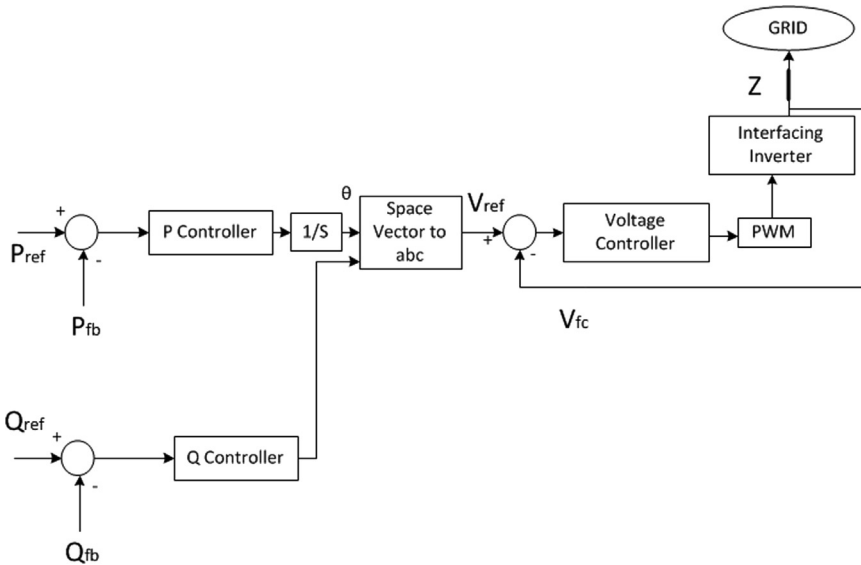 GRID
Z
Interfacing
Inverter
θ
+
Pref
-
P Controller
1/S
Space
Vector to
abc
Vref
+
-
Voltage
Controller
PWM
Pfb
Vfc
Qref
+
-
Q Controller
Qfb